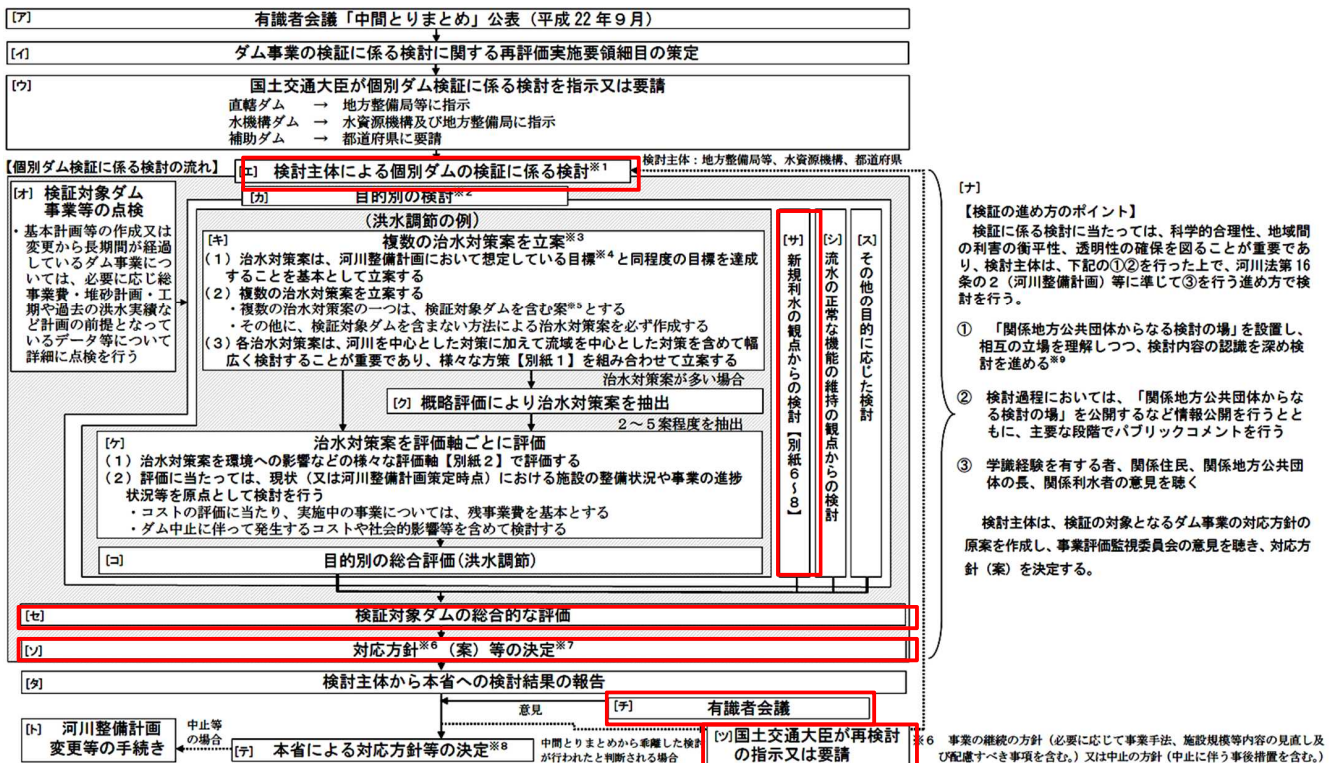 [ア] 有識者会議「中間とりまとめ」公表（平成22年９月）
[イ] ダム事業の検証に係る検討に関する再評価実施要領細目の策定
[ウ] 国土交通大臣が個別ダム検証に係る検討を指示又は要請
直轄ダム → 地方整備局等に指示
水機構ダム → 水資源機構及び地方整備局に指示
補助ダム → 都道府県に要請
【個別ダム検証に係る検討の流れ】
[エ] 検討主体による個別ダムの検証に係る検討※1
検討主体：地方整備局等、水資源機構、都道府県
[オ] 検証対象ダム
事業等の点検
・基本計画等の作成又は
変更から長期間が経過
しているダム事業につ
いては、必要に応じ総
事業費・堆砂計画・工
期や過去の洪水実績な
ど計画の前提となって
いるデータ等について
詳細に点検を行う
[カ] 目的別の検討※2
(洪水調節の例)
[キ] 複数の治水対策案を立案※3
（１）治水対策案は、河川整備計画において想定している目標※4と同程度の目標を達成
することを基本として立案する
（２）複数の治水対策案を立案する
・複数の治水対策案の一つは、検証対象ダムを含む案※5とする
・その他に、検証対象ダムを含まない方法による治水対策案を必ず作成する
（３）各治水対策案は、河川を中心とした対策に加えて流域を中心とした対策を含めて幅
広く検討することが重要であり、様々な方策【別紙１】を組み合わせて立案する
治水対策案が多い場合
[ク] 概略評価により治水対策案を抽出
２～５案程度を抽出
[ケ] 治水対策案を評価軸ごとに評価
（１）治水対策案を環境への影響などの様々な評価軸【別紙２】で評価する
（２）評価に当たっては、現状（又は河川整備計画策定時点）における施設の整備状況や事業の進捗
状況等を原点として検討を行う
・コストの評価に当たり、実施中の事業については、残事業費を基本とする
・ダム中止に伴って発生するコストや社会的影響等を含めて検討する
[コ] 目的別の総合評価(洪水調節)
[サ] 新規利水の観点からの検討【別紙６～８】
[シ] 流水の正常な機能の維持の観点からの検討
[ス] その他の目的に応じた検討
[セ] 検証対象ダムの総合的な評価
[ソ] 対応方針※6（案）等の決定※7
[タ] 検討主体から本省への検討結果の報告
意見
[チ] 有識者会議
[ト] 河川整備計画
変更等の手続き
中止等
の場合
[テ] 本省による対応方針等の決定※8
中間とりまとめから乖離した検討
が行われたと判断される場合
[ツ] 国土交通大臣が再検討
の指示又は要請
[ナ]
【検証の進め方のポイント】
検証に係る検討に当たっては、科学的合理性、地域間
の利害の衡平性、透明性の確保を図ることが重要であ
り、検討主体は、下記の①②を行った上で、河川法第16
条の２（河川整備計画）等に準じて③を行う進め方で検
討を行う。
① 「関係地方公共団体からなる検討の場」を設置し、
相互の立場を理解しつつ、検討内容の認識を深め検
討を進める※9
② 検討過程においては、「関係地方公共団体からな
る検討の場」を公開するなど情報公開を行うとと
もに、主要な段階でパブリックコメントを行う
③ 学識経験を有する者、関係住民、関係地方公共団
体の長、関係利水者の意見を聴く
検討主体は、検証の対象となるダム事業の対応方針の
原案を作成し、事業評価監視委員会の意見を聴き、対応方
針（案）を決定する。
※６ 事業の継続の方針（必要に応じて事業手法、施設規模等内容の見直し及
び配慮すべき事項を含む。）又は中止の方針（中止に伴う事後措置を含む。）